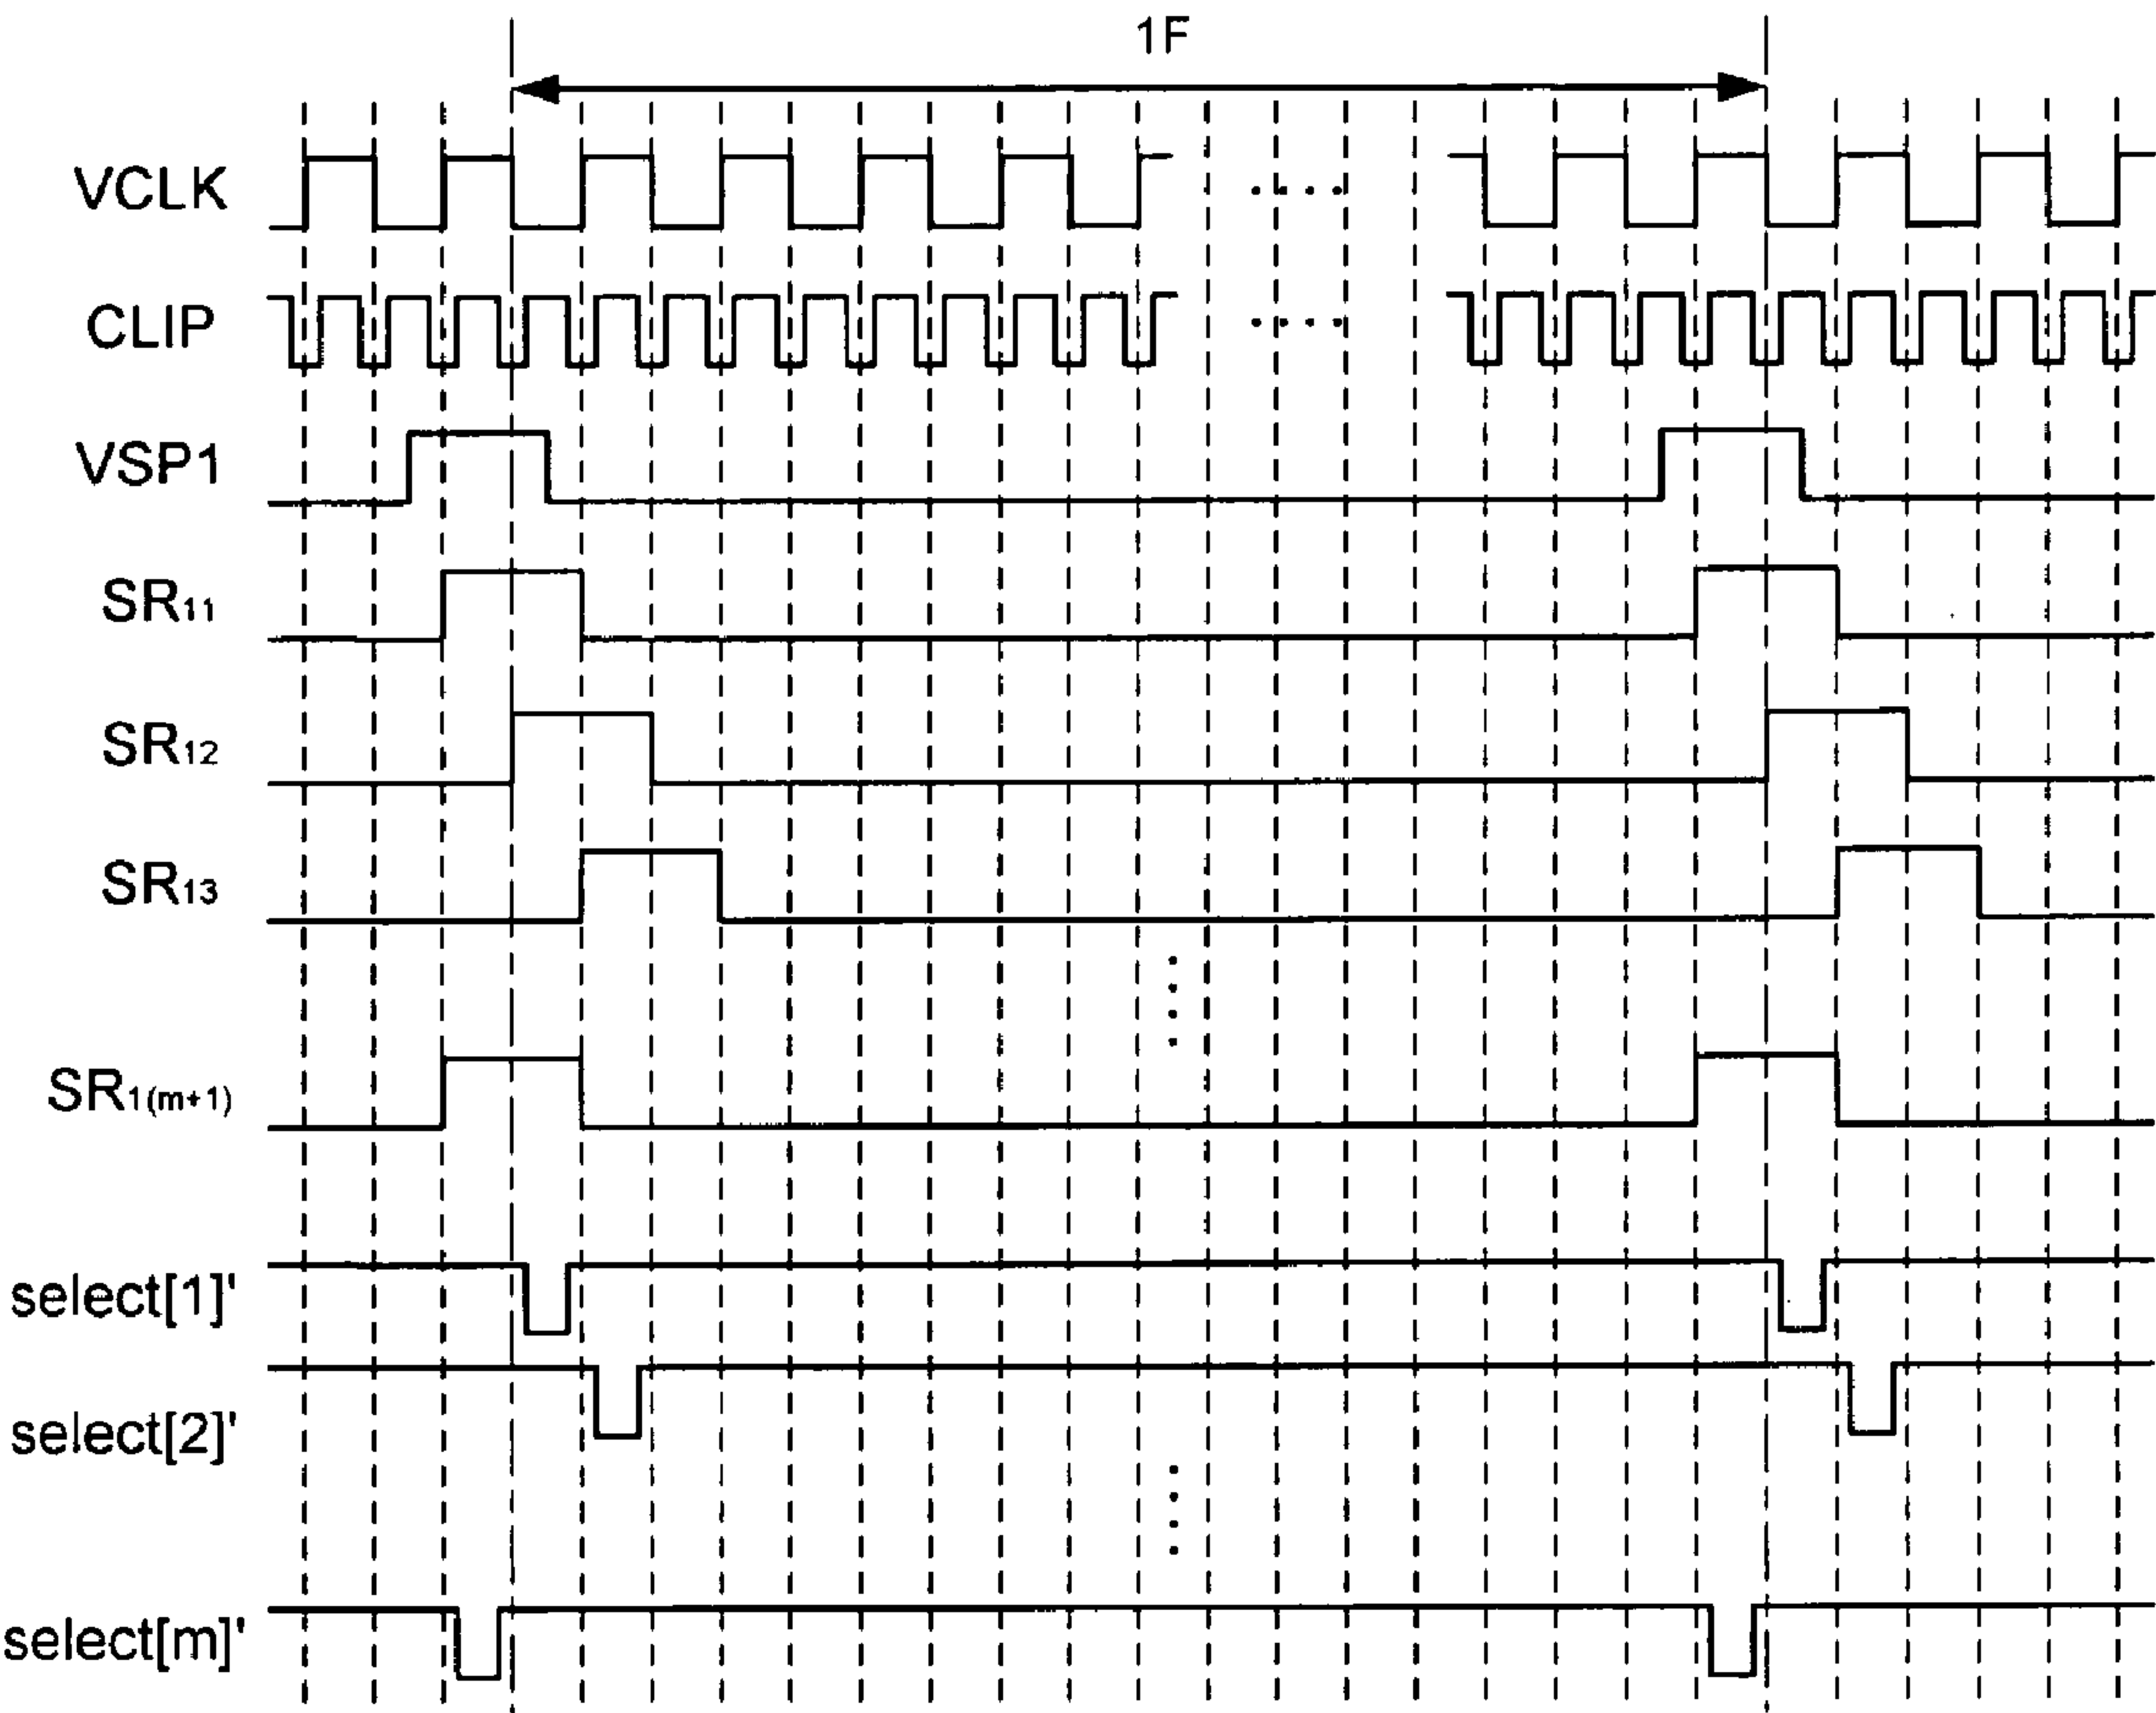 1F
VCLK
CLIP
VSP1
SR11
SR12
SR13
SR1(m+1)
select[1]'
select[2]'
select[m]'